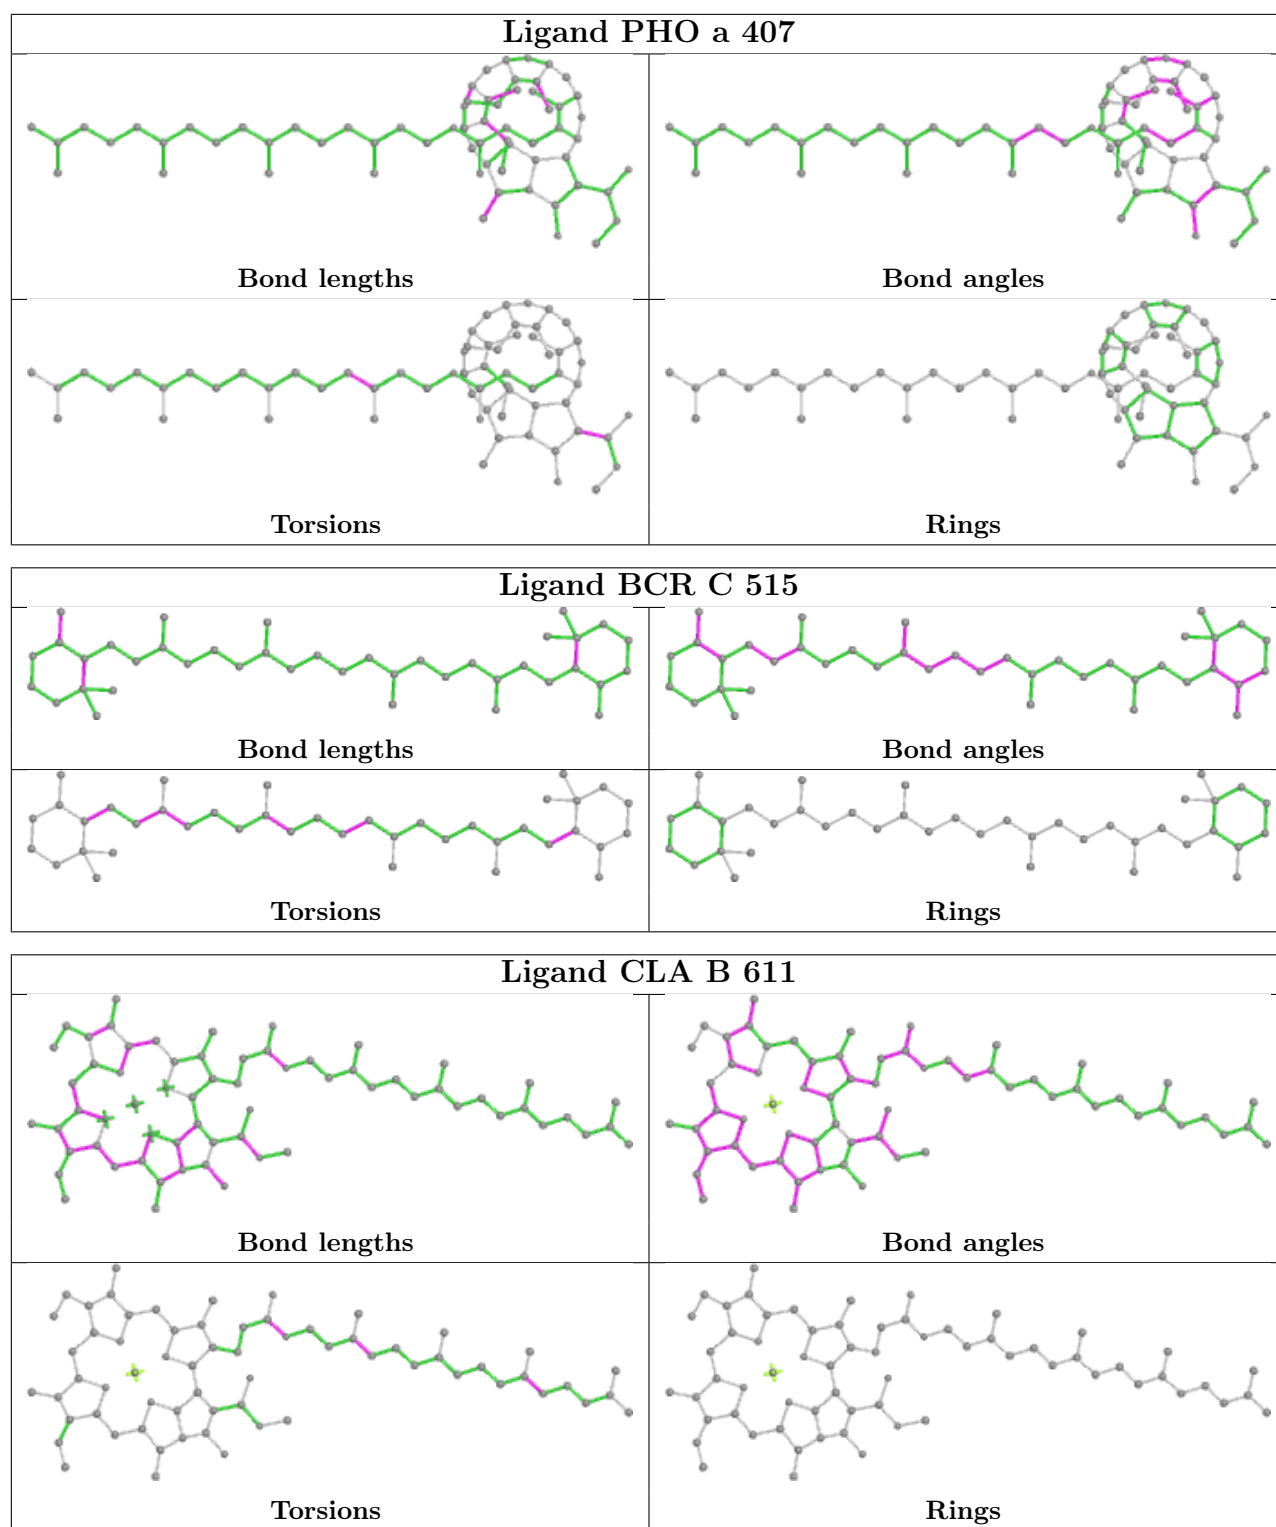 Ligand PHO a 407
Bond lengths
Bond angles
Torsions
Rings
Ligand BCR C 515
Bond lengths
Bond angles
Torsions
Rings
Ligand CLA B 611
Bond lengths
Bond angles
Torsions
Rings